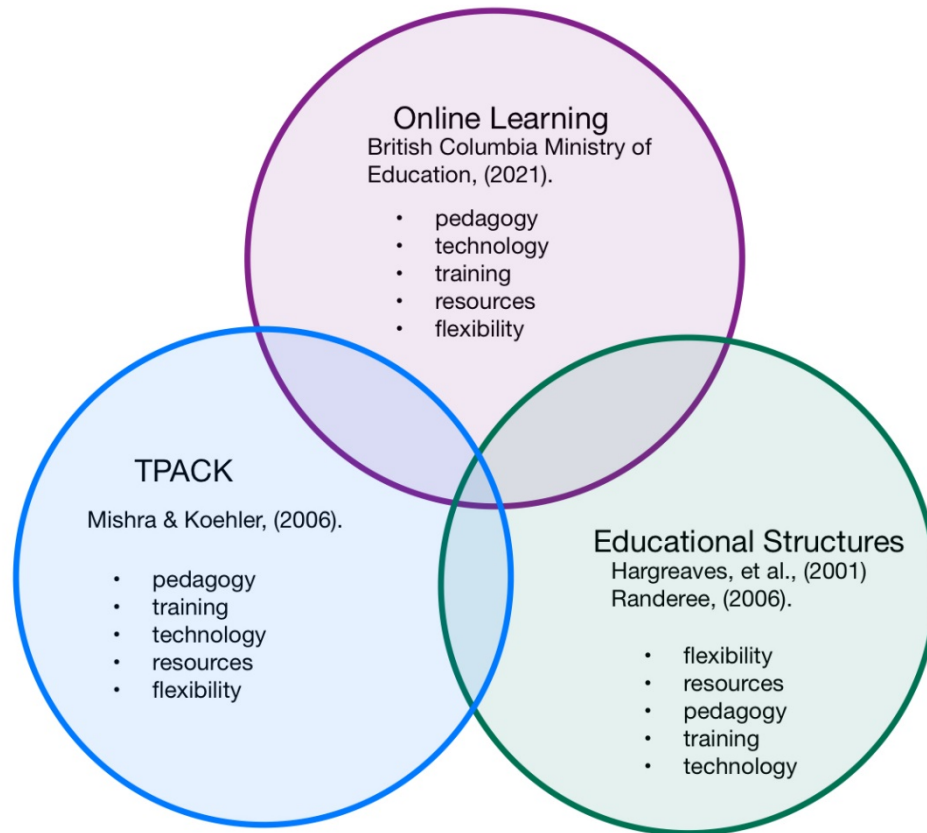 Online Learning
British Columbia Ministry of
Education, (2021).
• pedagogy
• technology
• training
• resources
• flexibility
TPACK
Mishra & Koehler, (2006).
• pedagogy
• training
• technology
• resources
• flexibility
Educational Structures
Hargreaves, et al., (2001)
Randeree, (2006).
• flexibility
• resources
• pedagogy
• training
• technology